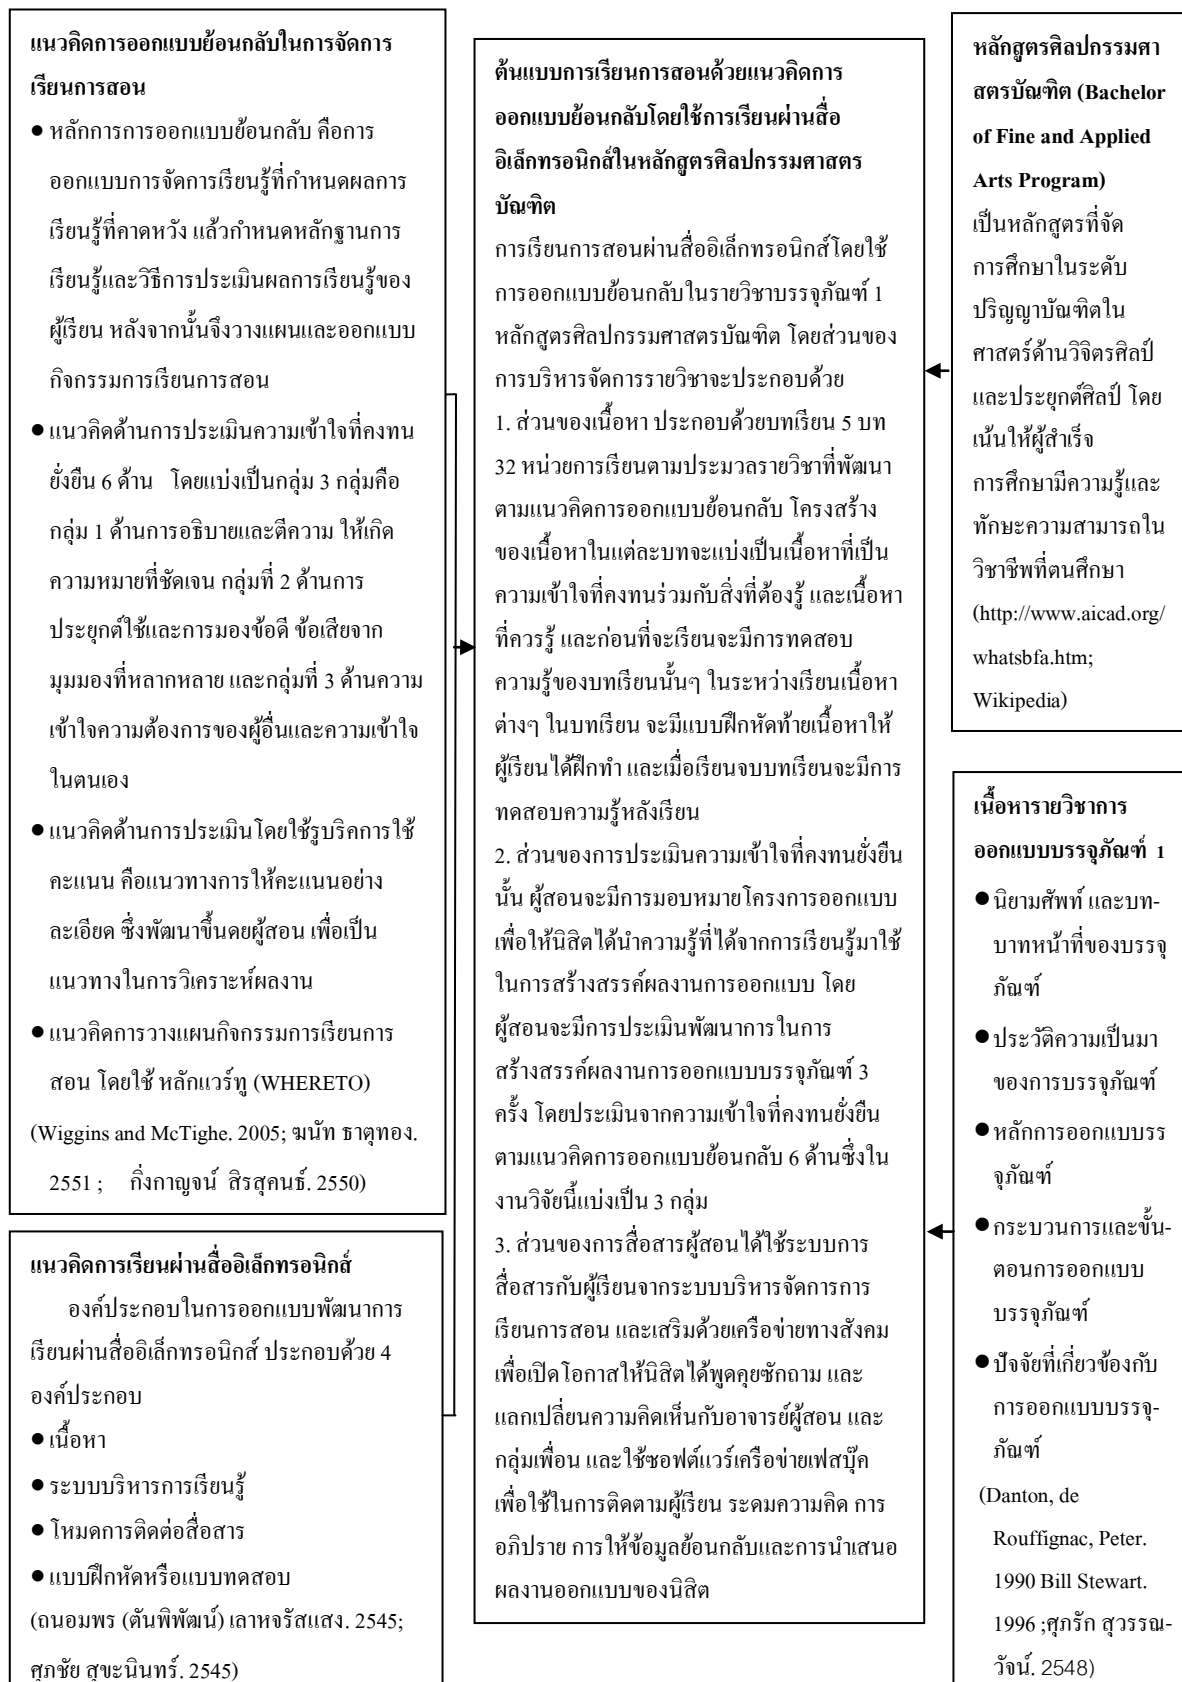 แนวคิดการออกแบบย้อนกลับในการจัดการ
เรียนการสอน
● หลักการการออกแบบย้อนกลับ คือการ
ออกแบบการจัดการเรียนรู้ที่กำหนดผลการ
เรียนรู้ที่คาดหวัง แล้วกำหนดหลักฐานการ
เรียนรู้และวิธีการประเมินผลการเรียนรู้ของ
ผู้เรียน หลังจากนั้นจึงวางแผนและออกแบบ
กิจกรรมการเรียนการสอน
● แนวคิดด้านการประเมินความเข้าใจที่คงทน
ยั่งยืน 6 ด้าน โดยแบ่งเป็นกลุ่ม 3 กลุ่มคือ
กลุ่ม 1 ด้านการอธิบายและตีความ ให้เกิด
ความหมายที่ชัดเจน กลุ่มที่ 2 ด้านการ
ประยุกต์ใช้และการมองข้อดี ข้อเสียจาก
มุมมองที่หลากหลาย และกลุ่มที่ 3 ด้านความ
เข้าใจความต้องการของผู้อื่นและความเข้าใจ
ในตนเอง
● แนวคิดด้านการประเมินโดยใช้รูบริคการใช้
คะแนน คือแนวทางการให้คะแนนอย่าง
ละเอียด ซึ่งพัฒนาขึ้นดยผู้สอน เพื่อเป็น
แนวทางในการวิเคราะห์ผลงาน
● แนวคิดการวางแผนกิจกรรมการเรียนการ
สอน โดยใช้ หลักแวร์ทู (WHERETO)
(Wiggins and McTighe. 2005; ฆนัท ธาตุทอง.
2551 ; กิ่งกาญจน์ สิรสุคนธ์. 2550)
แนวคิดการเรียนผ่านสื่ออิเล็กทรอนิกส์
องค์ประกอบในการออกแบบพัฒนาการ
เรียนผ่านสื่ออิเล็กทรอนิกส์ ประกอบด้วย 4
องค์ประกอบ
● เนื้อหา
● ระบบบริหารการเรียนรู้
● โหมดการติดต่อสื่อสาร
● แบบฝึกหัดหรือแบบทดสอบ
(ถนอมพร (ตันพิพัฒน์) เลาหจรัสแสง. 2545;
ศุภชัย สุขะนินทร์. 2545)
ต้นแบบการเรียนการสอนด้วยแนวคิดการ
ออกแบบย้อนกลับโดยใช้การเรียนผ่านสื่อ
อิเล็กทรอนิกส์ในหลักสูตรศิลปกรรมศาสตร
บัณฑิต
การเรียนการสอนผ่านสื่ออิเล็กทรอนิกส์โดยใช้
การออกแบบย้อนกลับในรายวิชาบรรจุภัณฑ์ 1
หลักสูตรศิลปกรรมศาสตรบัณฑิต โดยส่วนของ
การบริหารจัดการรายวิชาจะประกอบด้วย
1. ส่วนของเนื้อหา ประกอบด้วยบทเรียน 5 บท
32 หน่วยการเรียนตามประมวลรายวิชาที่พัฒนา
ตามแนวคิดการออกแบบย้อนกลับ โครงสร้าง
ของเนื้อหาในแต่ละบทจะแบ่งเป็นเนื้อหาที่เป็น
ความเข้าใจที่คงทนร่วมกับสิ่งที่ต้องรู้ และเนื้อหา
ที่ควรรู้ และก่อนที่จะเรียนจะมีการทดสอบ
ความรู้ของบทเรียนนั้นๆ ในระหว่างเรียนเนื้อหา
ต่างๆ ในบทเรียน จะมีแบบฝึกหัดท้ายเนื้อหาให้
ผู้เรียนได้ฝึกทำ และเมื่อเรียนจบบทเรียนจะมีการ
ทดสอบความรู้หลังเรียน
2. ส่วนของการประเมินความเข้าใจที่คงทนยั่งยืน
นั้น ผู้สอนจะมีการมอบหมายโครงการออกแบบ
เพื่อให้นิสิตได้นำความรู้ที่ได้จากการเรียนรู้มาใช้
ในการสร้างสรรค์ผลงานการออกแบบ โดย
ผู้สอนจะมีการประเมินพัฒนาการในการ
สร้างสรรค์ผลงานการออกแบบบรรจุภัณฑ์ 3
ครั้ง โดยประเมินจากความเข้าใจที่คงทนยั่งยืน
ตามแนวคิดการออกแบบย้อนกลับ 6 ด้านซึ่งใน
งานวิจัยนี้แบ่งเป็น 3 กลุ่ม
3. ส่วนของการสื่อสารผู้สอนได้ใช้ระบบการ
สื่อสารกับผู้เรียนจากระบบบริหารจัดการการ
เรียนการสอน และเสริมด้วยเครือข่ายทางสังคม
เพื่อเปิดโอกาสให้นิสิตได้พูดคุยซักถาม และ
แลกเปลี่ยนความคิดเห็นกับอาจารย์ผู้สอน และ
กลุ่มเพื่อน และใช้ซอฟต์แวร์เครือข่ายเฟสบุ๊ค
เพื่อใช้ในการติดตามผู้เรียน ระดมความคิด การ
อภิปราย การให้ข้อมูลย้อนกลับและการนำเสนอ
ผลงานออกแบบของนิสิต
หลักสูตรศิลปกรรมศา
สตรบัณฑิต (Bachelor
of Fine and Applied
Arts Program)
เป็นหลักสูตรที่จัด
การศึกษาในระดับ
ปริญญาบัณฑิตใน
ศาสตร์ด้านวิจิตรศิลป์
และประยุกต์ศิลป์ โดย
เน้นให้ผู้สำเร็จ
การศึกษามีความรู้และ
ทักษะความสามารถใน
วิชาชีพที่ตนศึกษา
(http://www.aicad.org/
whatsbfa.htm;
Wikipedia)
เนื้อหารายวิชาการ
ออกแบบบรรจุภัณฑ์ 1
● นิยามศัพท์ และบท-
บาทหน้าที่ของบรรจุ
ภัณฑ์
● ประวัติความเป็นมา
ของการบรรจุภัณฑ์
● หลักการออกแบบบรร
จุภัณฑ์
● กระบวนการและขั้น-
ตอนการออกแบบ
บรรจุภัณฑ์
● ปัจจัยที่เกี่ยวข้องกับ
การออกแบบบรรจุ-
ภัณฑ์
(Danton, de
Rouffignac, Peter.
1990 Bill Stewart.
1996 ;ศุภรัก สุวรรณ-
วัจน์. 2548)